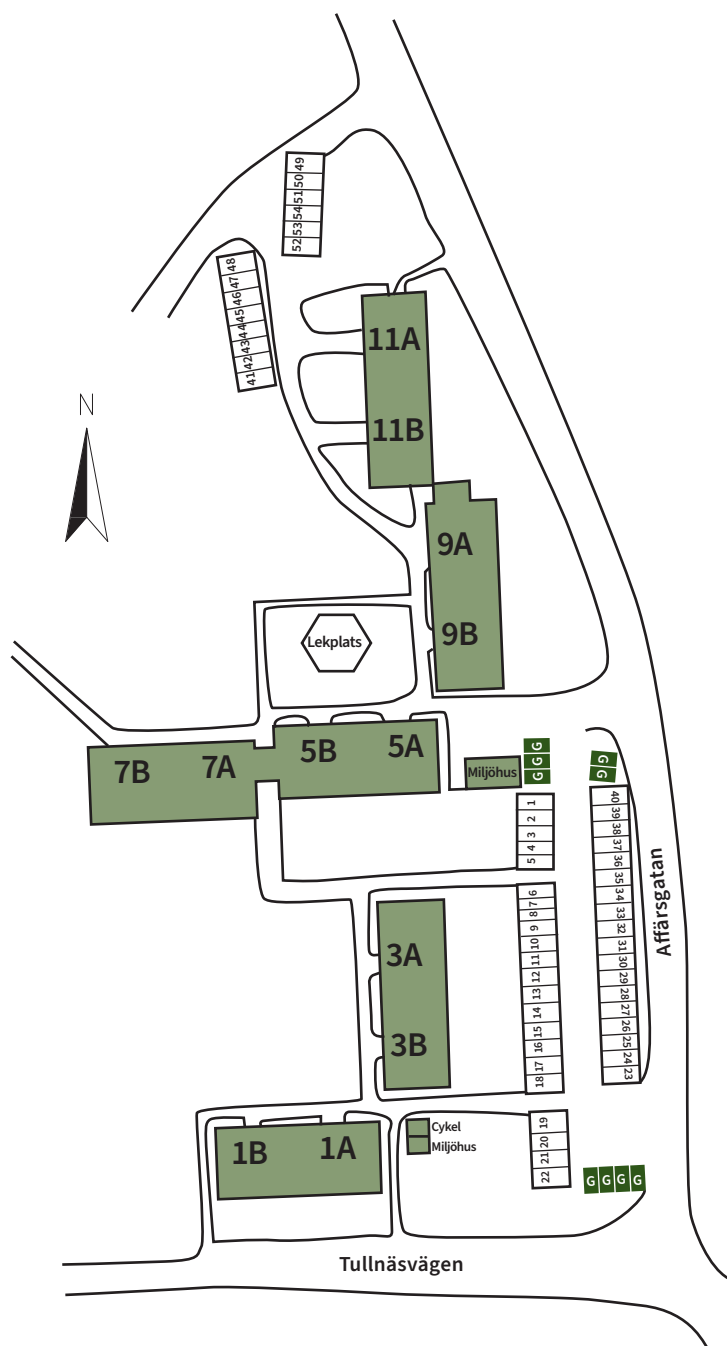 49
50
51
54
53
52
48
47
46
45
44
43
42
41
N
11A
11B
9A
9B
Lekplats
7B
7A
5B
5A
Miljöhus
G
G
G
G
G
1
2
3
4
5
6
7
8
9
10
11
12
13
14
15
16
17
18
40
39
38
37
36
35
34
33
32
31
30
29
28
27
26
25
24
23
Affärsgatan
3A
3B
1B
1A
Cykel
Miljöhus
19
20
21
22
G G G G
Tullnäsvägen